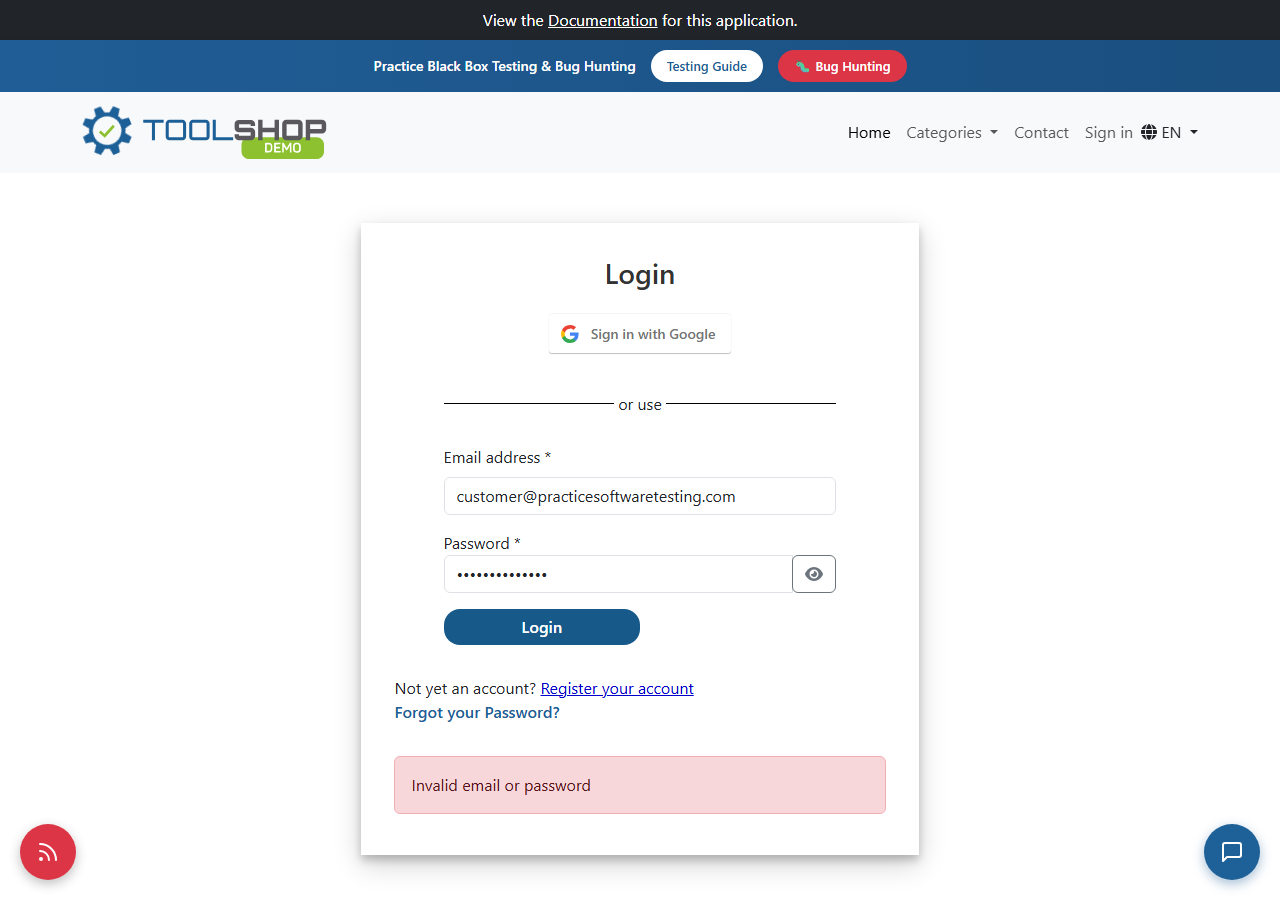 View the Documentation for this application.
Practice Black Box Testing & Bug Hunting Testing Guide Bug Hunting
TOOLSHOP DEMO
Home Categories Contact Sign in EN
Login
Sign in with Google
or use
Email address *
customer@practicesoftwaretesting.com
Password *
••••••••••••••
Login
Not yet an account? Register your account
Forgot your Password?
Invalid email or password